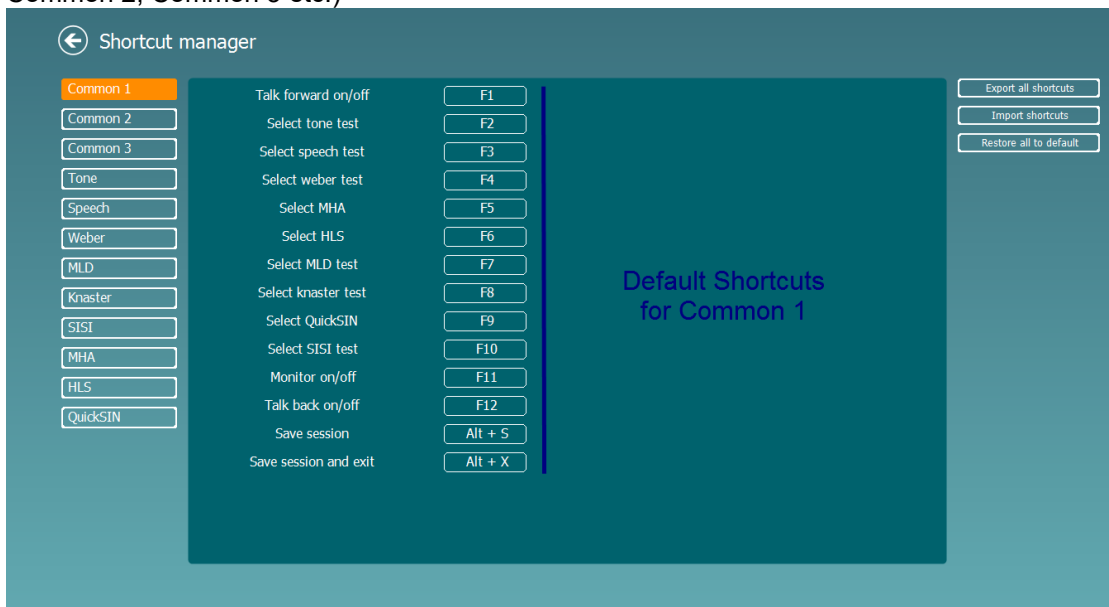 Common 2, Common 3 etc.)
Shortcut manager
Common 1
Common 2
Common 3
Tone
Speech
Weber
MLD
Knaster
SISI
MHA
HLS
QuickSIN
Talk forward on/off F1
Select tone test F2
Select speech test F3
Select weber test F4
Select MHA F5
Select HLS F6
Select MLD test F7
Select knaster test F8
Select QuickSIN F9
Select SISI test F10
Monitor on/off F11
Talk back on/off F12
Save session Alt + S
Save session and exit Alt + X
Default Shortcuts
for Common 1
Export all shortcuts
Import shortcuts
Restore all to default